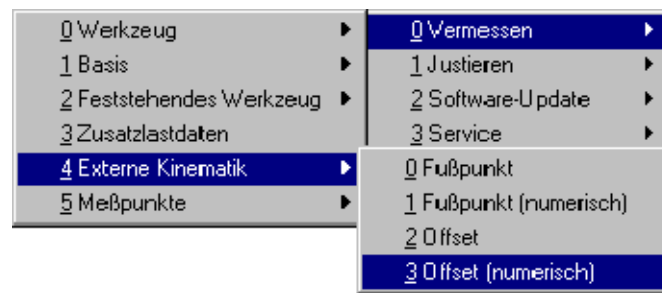 0 Werkzeug
1 Basis
2 Feststehendes Werkzeug
3 Zusatzlastdaten
4 Externe Kinematik
5 Meßpunkte
0 Vermessen
1 Justieren
2 Software-Update
3 Service
0 Fußpunkt
1 Fußpunkt (numerisch)
2 Offset
3 Offset (numerisch)